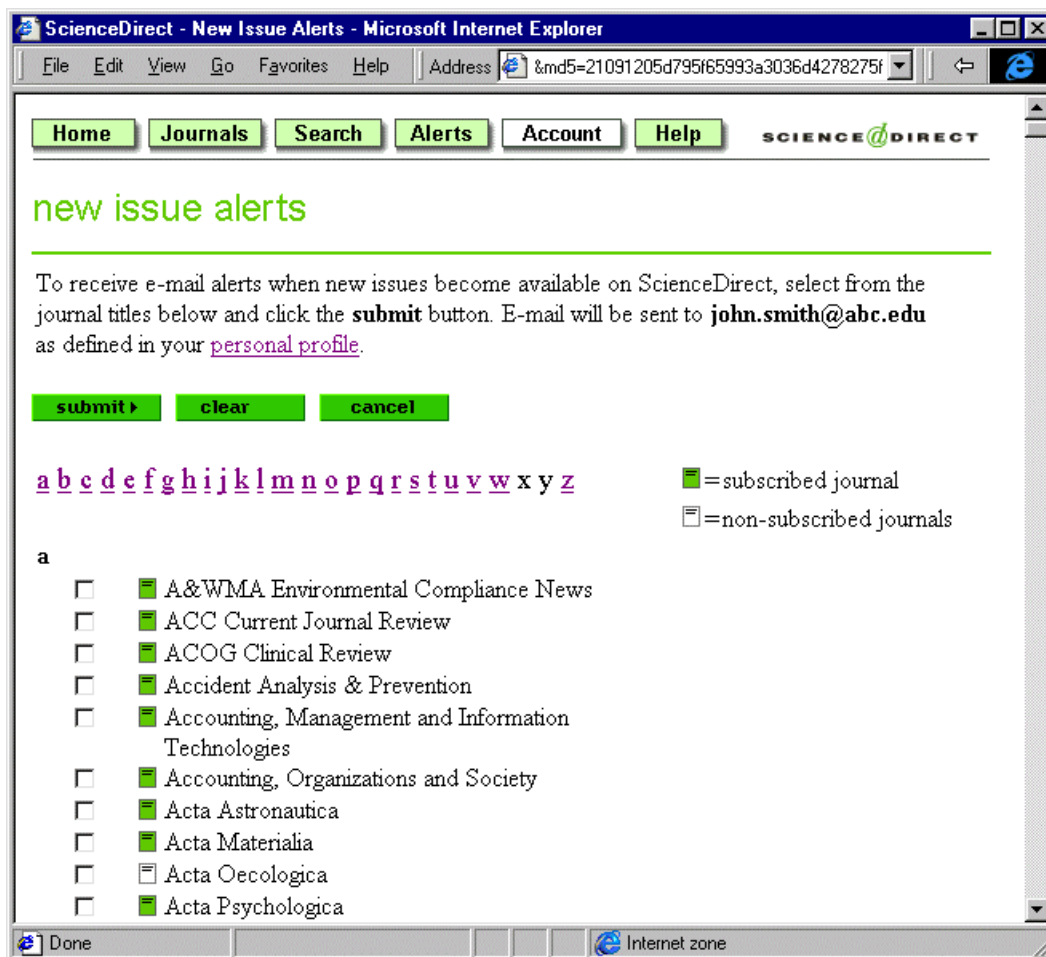 ScienceDirect - New Issue Alerts - Microsoft Internet Explorer
File Edit View Go Favorites Help Address &md5=21091205d795f65993a3036d4278275f
Home Journals Search Alerts Account Help SCIENCE@DIRECT
new issue alerts
To receive e-mail alerts when new issues become available on ScienceDirect, select from the
journal titles below and click the submit button. E-mail will be sent to john.smith@abc.edu
as defined in your personal profile.
submit clear cancel
a b c d e f g h i j k l m n o p q r s t u v w x y z =subscribed journal
=non-subscribed journals
a
A&WMA Environmental Compliance News
ACC Current Journal Review
ACOG Clinical Review
Accident Analysis & Prevention
Accounting, Management and Information
Technologies
Accounting, Organizations and Society
Acta Astronautica
Acta Materialia
Acta Oecologica
Acta Psychologica
Done Internet zone